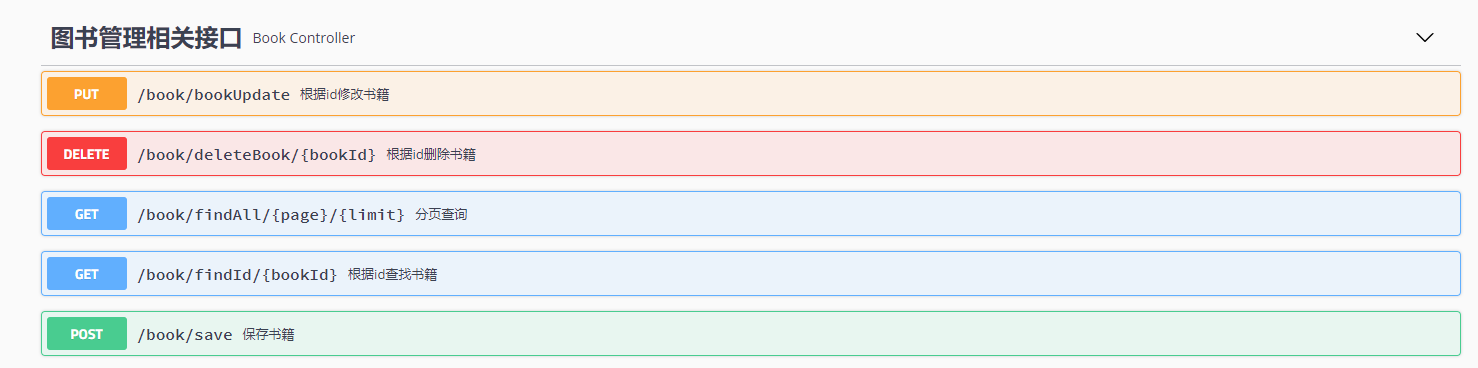 图书管理相关接口 Book Controller
PUT /book/bookUpdate 根据id修改书籍
DELETE /book/deleteBook/{bookId} 根据id删除书籍
GET /book/findAll/{page}/{limit} 分页查询
GET /book/findId/{bookId} 根据id查找书籍
POST /book/save 保存书籍